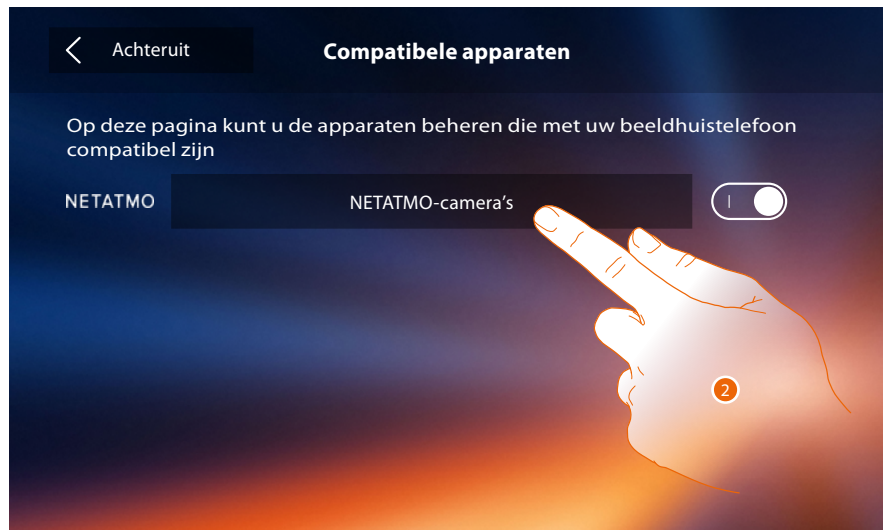 Achteruit
Compatibele apparaten
Op deze pagina kunt u de apparaten beheren die met uw beeldhuistelefoon
compatibel zijn
NETATMO
NETATMO-camera’s
2